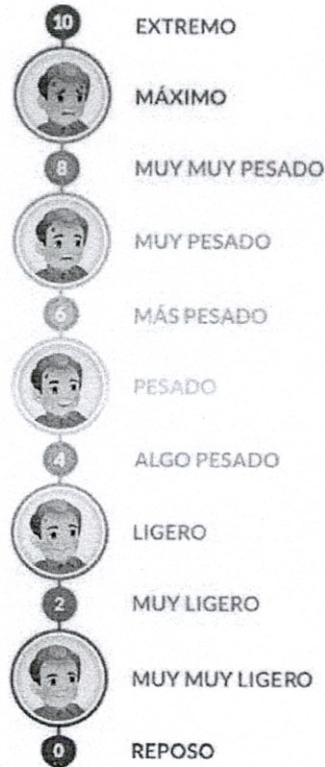 10 EXTREMO
MÁXIMO
8 MUY MUY PESADO
MUY PESADO
6 MÁS PESADO
PESADO
4 ALGO PESADO
LIGERO
2 MUY LIGERO
MUY MUY LIGERO
0 REPOSO